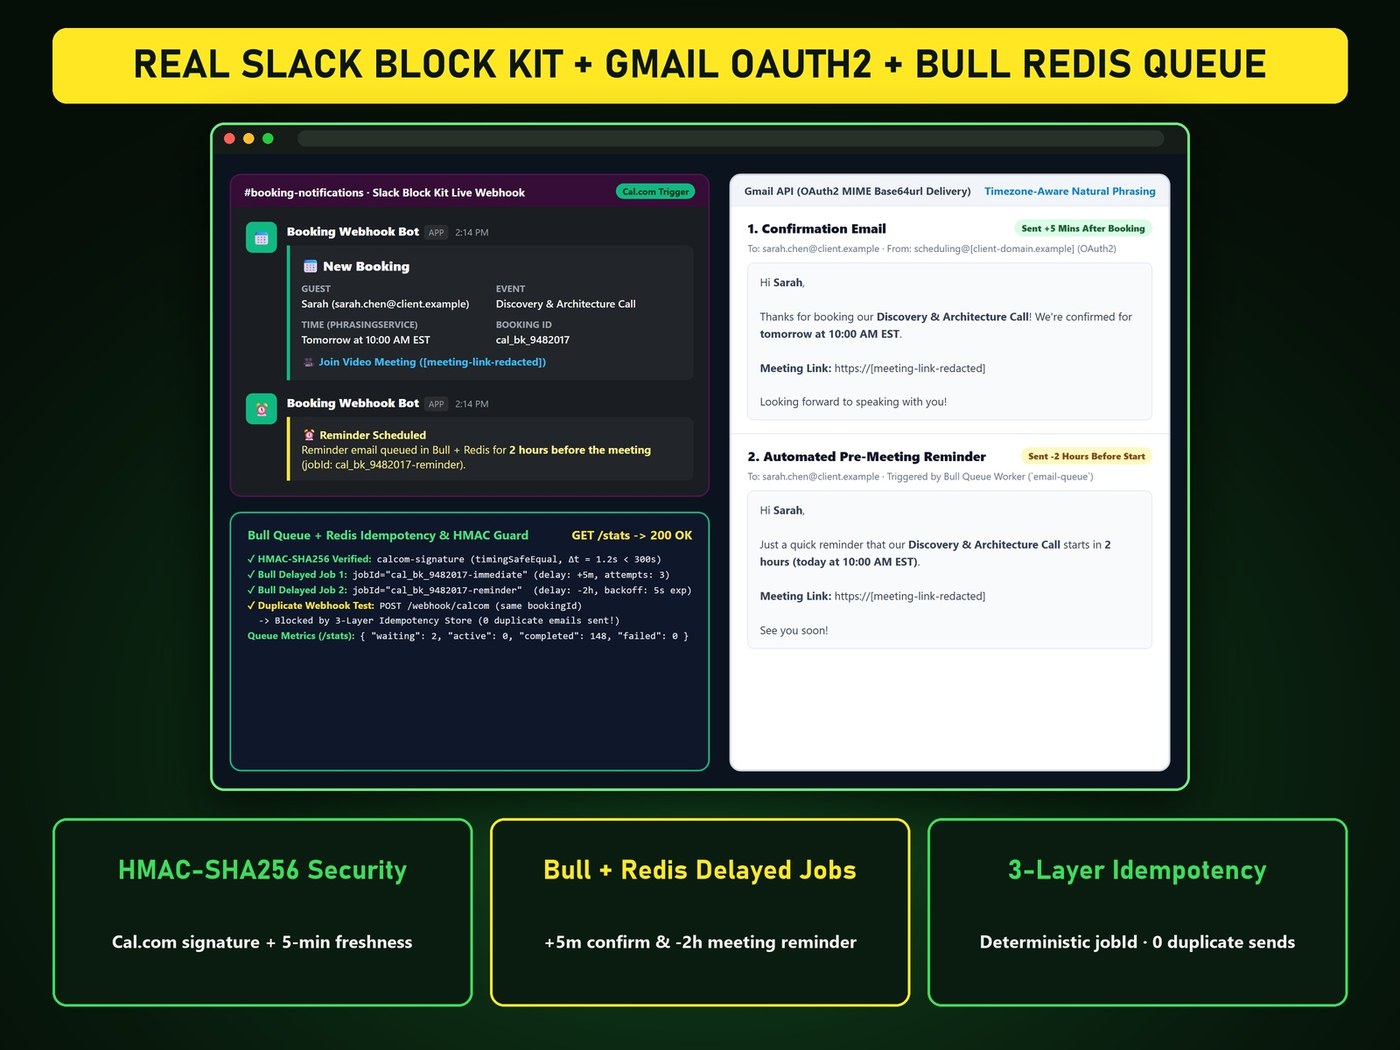 REAL SLACK BLOCK KIT + GMAIL OAUTH2 + BULL REDIS QUEUE
#booking-notifications · Slack Block Kit Live Webhook
Cal.com Trigger
Booking Webhook Bot APP 2:14 PM
New Booking
GUEST
Sarah (sarah.chen@client.example)
EVENT
Discovery & Architecture Call
TIME (PHRASINGSERVICE)
Tomorrow at 10:00 AM EST
BOOKING ID
cal_bk_9482017
Join Video Meeting ([meeting-link-redacted])
Booking Webhook Bot APP 2:14 PM
Reminder Scheduled
Reminder email queued in Bull + Redis for 2 hours before the meeting
(jobId: cal_bk_9482017-reminder).
Bull Queue + Redis Idempotency & HMAC Guard
GET /stats -> 200 OK
✓ HMAC-SHA256 Verified: calcom-signature (timingSafeEqual, Δt = 1.2s < 300s)
✓ Bull Delayed Job 1: jobId="cal_bk_9482017-immediate" (delay: +5m, attempts: 3)
✓ Bull Delayed Job 2: jobId="cal_bk_9482017-reminder" (delay: -2h, backoff: 5s exp)
✓ Duplicate Webhook Test: POST /webhook/calcom (same bookingId)
-> Blocked by 3-Layer Idempotency Store (0 duplicate emails sent!)
Queue Metrics (/stats): { "waiting": 2, "active": 0, "completed": 148, "failed": 0 }
Gmail API (OAuth2 MIME Base64url Delivery)
Timezone-Aware Natural Phrasing
1. Confirmation Email
Sent +5 Mins After Booking
To: sarah.chen@client.example · From: scheduling@[client-domain.example] (OAuth2)
Hi Sarah,
Thanks for booking our Discovery & Architecture Call! We're confirmed for
tomorrow at 10:00 AM EST.
Meeting Link: https://[meeting-link-redacted]
Looking forward to speaking with you!
2. Automated Pre-Meeting Reminder
Sent -2 Hours Before Start
To: sarah.chen@client.example · Triggered by Bull Queue Worker (`email-queue`)
Hi Sarah,
Just a quick reminder that our Discovery & Architecture Call starts in 2
hours (today at 10:00 AM EST).
Meeting Link: https://[meeting-link-redacted]
See you soon!
HMAC-SHA256 Security
Cal.com signature + 5-min freshness
Bull + Redis Delayed Jobs
+5m confirm & -2h meeting reminder
3-Layer Idempotency
Deterministic jobId · 0 duplicate sends